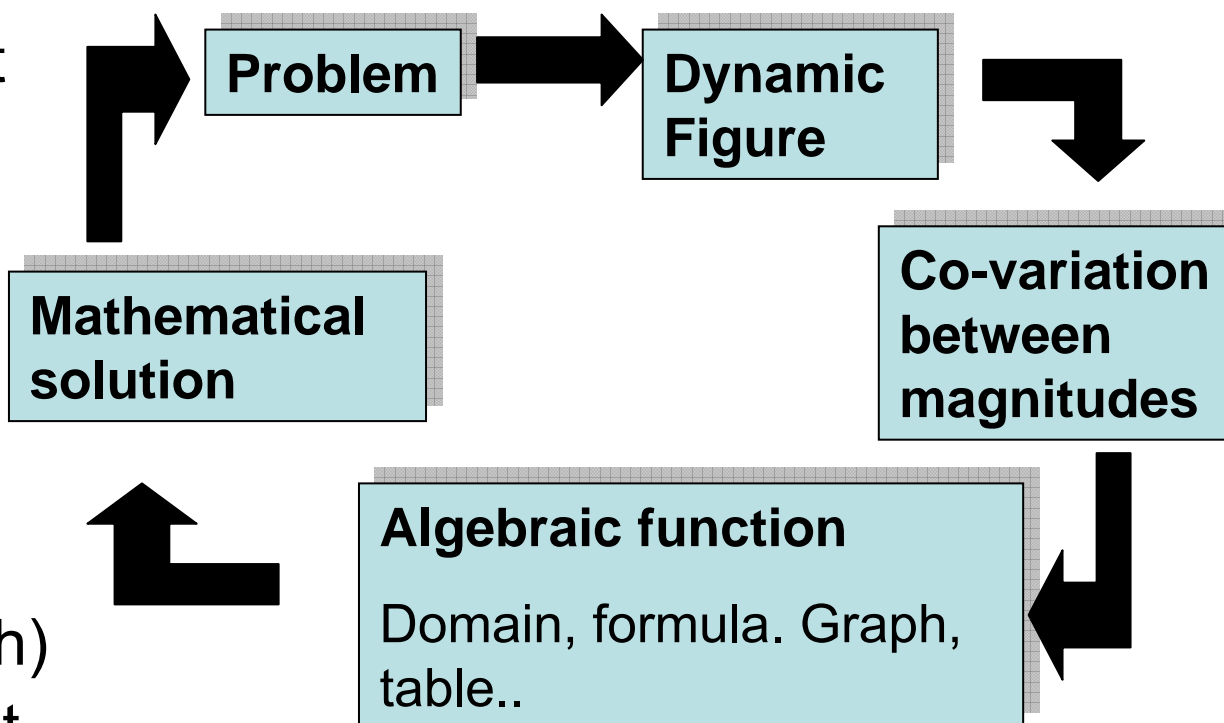 Problem
Dynamic
Figure
Co-variation
between
magnitudes
Algebraic function
Domain, formula. Graph,
table..
Mathematical
solution
h)